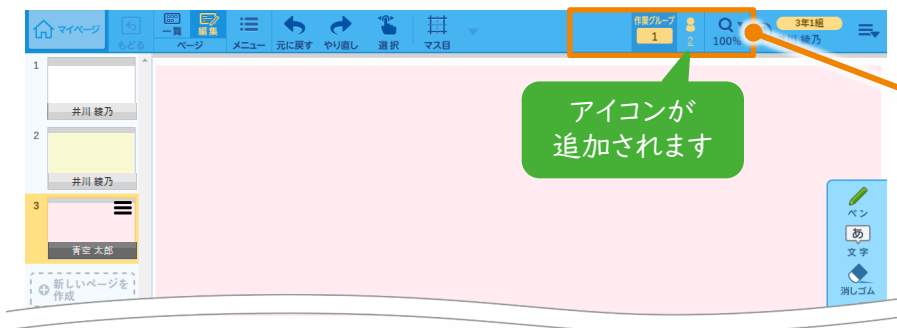 マイページ
もどる
一覧
編集
ページ
メニュー
元に戻す
やり直し
選択
マス目
作業グループ
1
2
100%
3年1組
川 綾乃
1
井川 綾乃
2
井川 綾乃
3
青空 太郎
新しいページを
作成
アイコンが
追加されます
ペン
あ
文字
消しゴム